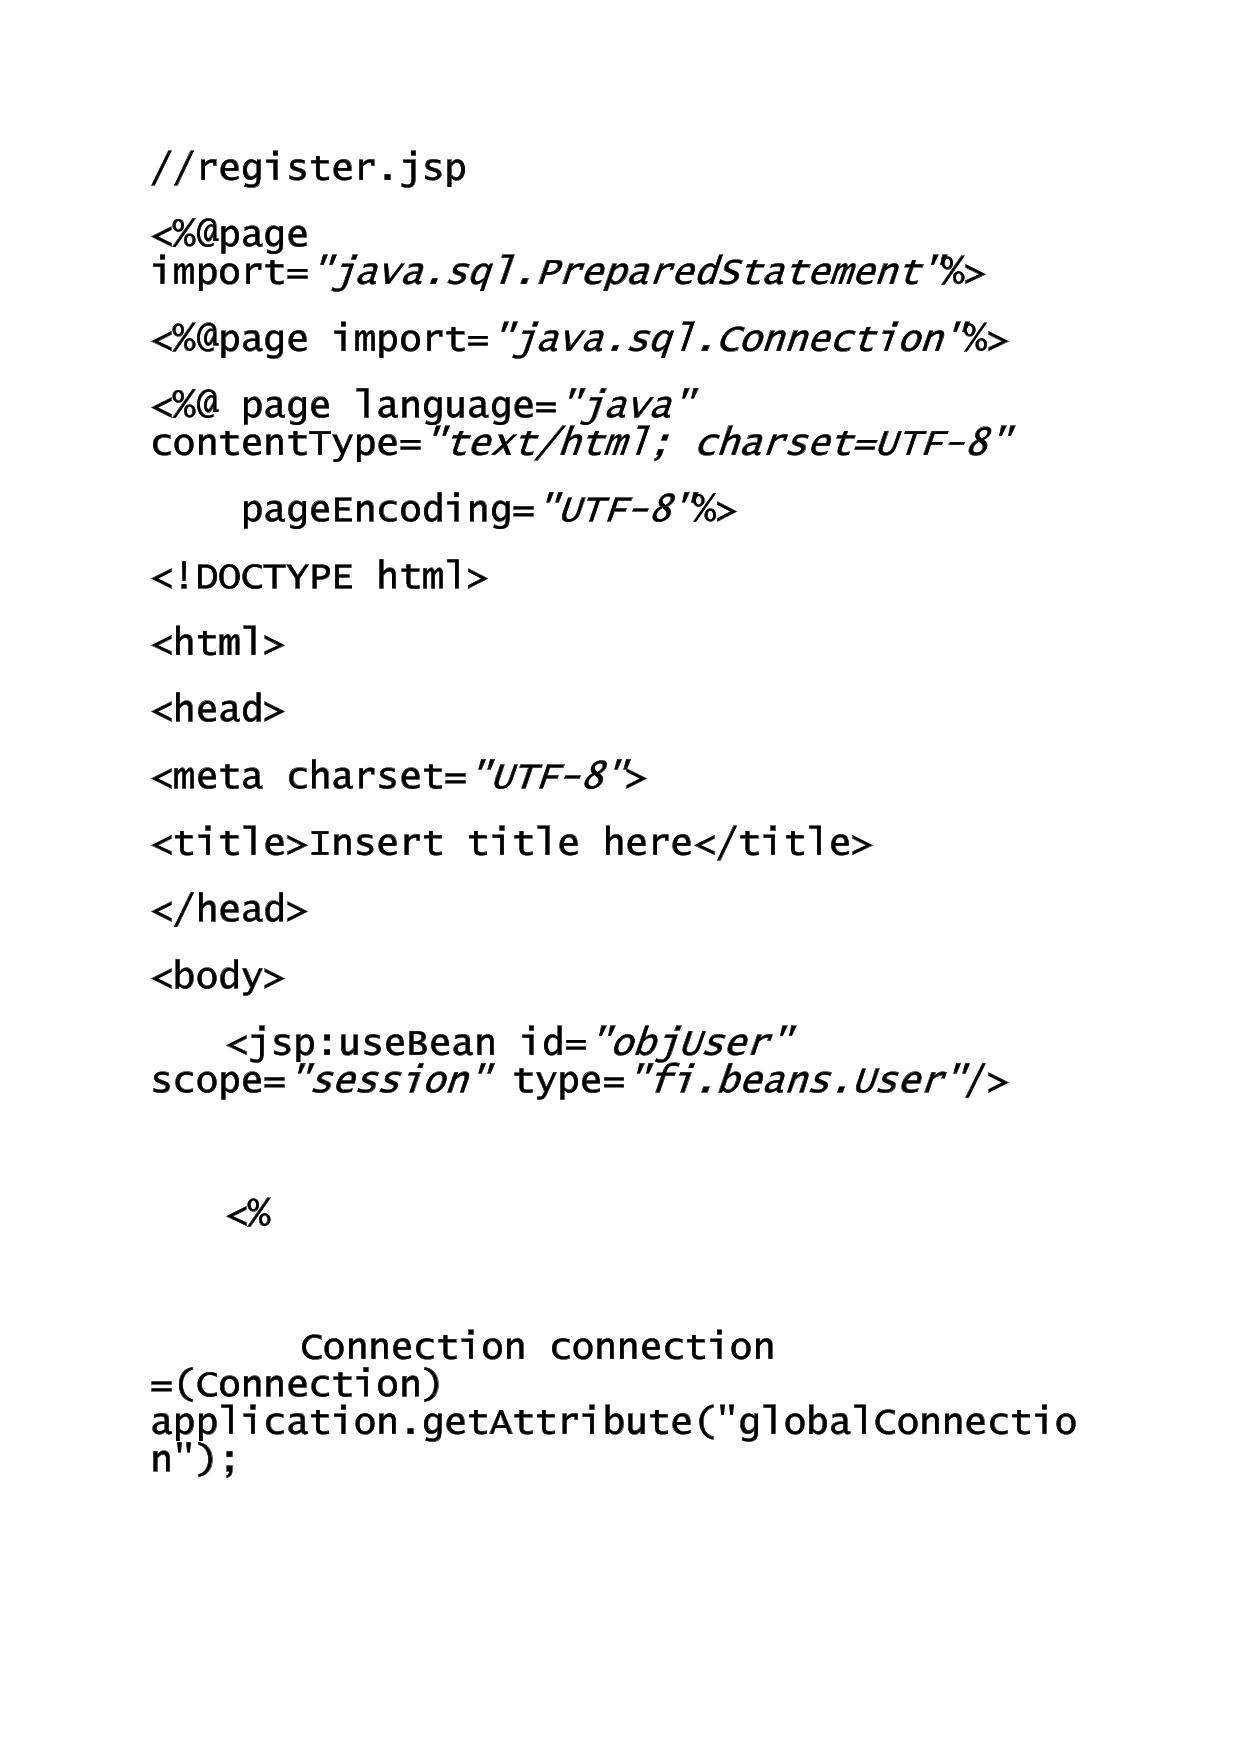 //register.jsp
<%@page
import="java.sql.PreparedStatement"%>
<%@page import="java.sql.Connection"%>
<%@ page language="java"
contentType="text/html; charset=UTF-8"
pageEncoding="UTF-8"%>
<!DOCTYPE html>
<html>
<head>
<meta charset="UTF-8">
<title>Insert title here</title>
</head>
<body>
<jsp:useBean id="objUser"
scope="session" type="fi.beans.User"/>
<%
Connection connection
=(Connection)
application.getAttribute("globalConnectio
n");